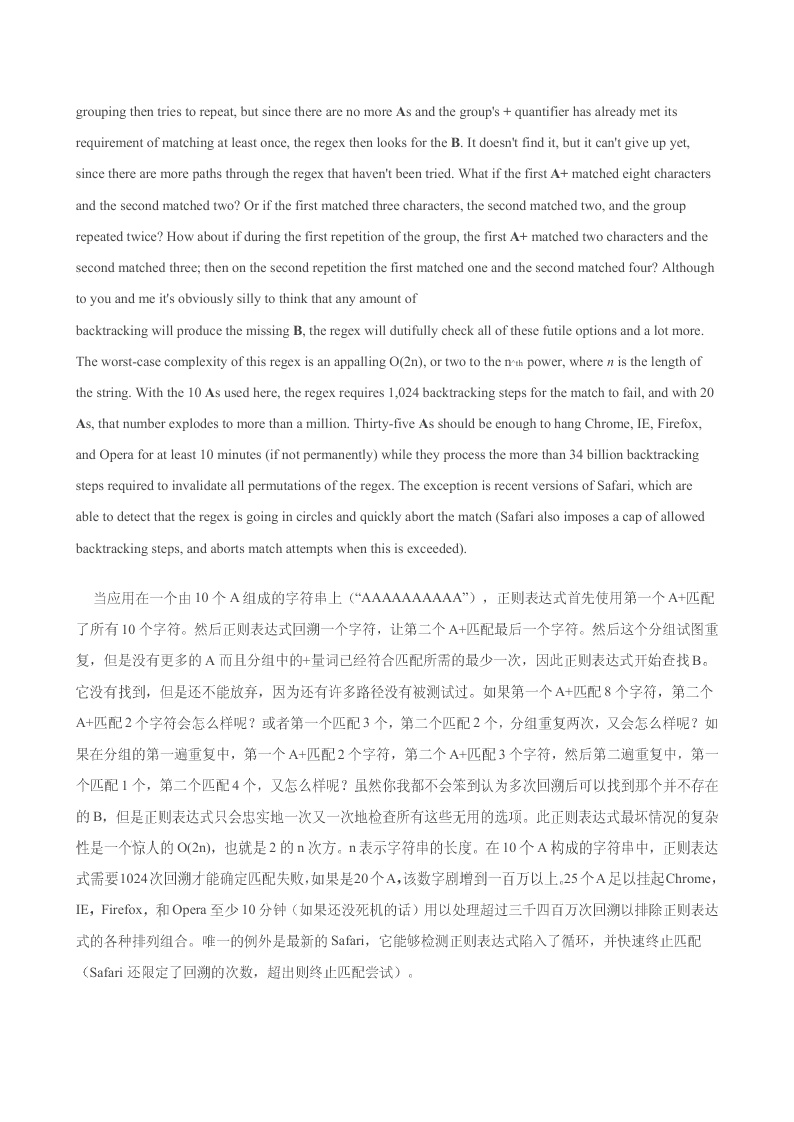 grouping then tries to repeat, but since there are no more As and the group's + quantifier has already met its
requirement of matching at least once, the regex then looks for the B. It doesn't find it, but it can't give up yet,
since there are more paths through the regex that haven't been tried. What if the first A+ matched eight characters
and the second matched two? Or if the first matched three characters, the second matched two, and the group
repeated twice? How about if during the first repetition of the group, the first A+ matched two characters and the
second matched three; then on the second repetition the first matched one and the second matched four? Although
to you and me it's obviously silly to think that any amount of
backtracking will produce the missing B, the regex will dutifully check all of these futile options and a lot more.
The worst-case complexity of this regex is an appalling O(2n), or two to the n^th power, where n is the length of
the string. With the 10 As used here, the regex requires 1,024 backtracking steps for the match to fail, and with 20
As, that number explodes to more than a million. Thirty-five As should be enough to hang Chrome, IE, Firefox,
and Opera for at least 10 minutes (if not permanently) while they process the more than 34 billion backtracking
steps required to invalidate all permutations of the regex. The exception is recent versions of Safari, which are
able to detect that the regex is going in circles and quickly abort the match (Safari also imposes a cap of allowed
backtracking steps, and aborts match attempts when this is exceeded).
当应用在一个由 10 个 A 组成的字符串上（“AAAAAAAAAA”），正则表达式首先使用第一个 A+匹配
了所有 10 个字符。然后正则表达式回溯一个字符，让第二个 A+匹配最后一个字符。然后这个分组试图重
复，但是没有更多的 A 而且分组中的+量词已经符合匹配所需的最少一次，因此正则表达式开始查找 B。
它没有找到，但是还不能放弃，因为还有许多路径没有被测试过。如果第一个 A+匹配 8 个字符，第二个
A+匹配 2 个字符会怎么样呢？或者第一个匹配 3 个，第二个匹配 2 个，分组重复两次，又会怎么样呢？如
果在分组的第一遍重复中，第一个 A+匹配 2 个字符，第二个 A+匹配 3 个字符，然后第二遍重复中，第一
个匹配 1 个，第二个匹配 4 个，又怎么样呢？虽然你我都不会笨到认为多次回溯后可以找到那个并不存在
的 B，但是正则表达式只会忠实地一次又一次地检查所有这些无用的选项。此正则表达式最坏情况的复杂
性是一个惊人的 O(2n)，也就是 2 的 n 次方。n 表示字符串的长度。在 10 个 A 构成的字符串中，正则表达
式需要 1024 次回溯才能确定匹配失败，如果是 20 个 A，该数字剧增到一百万以上。25 个 A 足以挂起 Chrome，
IE，Firefox，和 Opera 至少 10 分钟（如果还没死机的话）用以处理超过三千四百万次回溯以排除正则表达
式的各种排列组合。唯一的例外是最新的 Safari，它能够检测正则表达式陷入了循环，并快速终止匹配
（Safari 还限定了回溯的次数，超出则终止匹配尝试）。